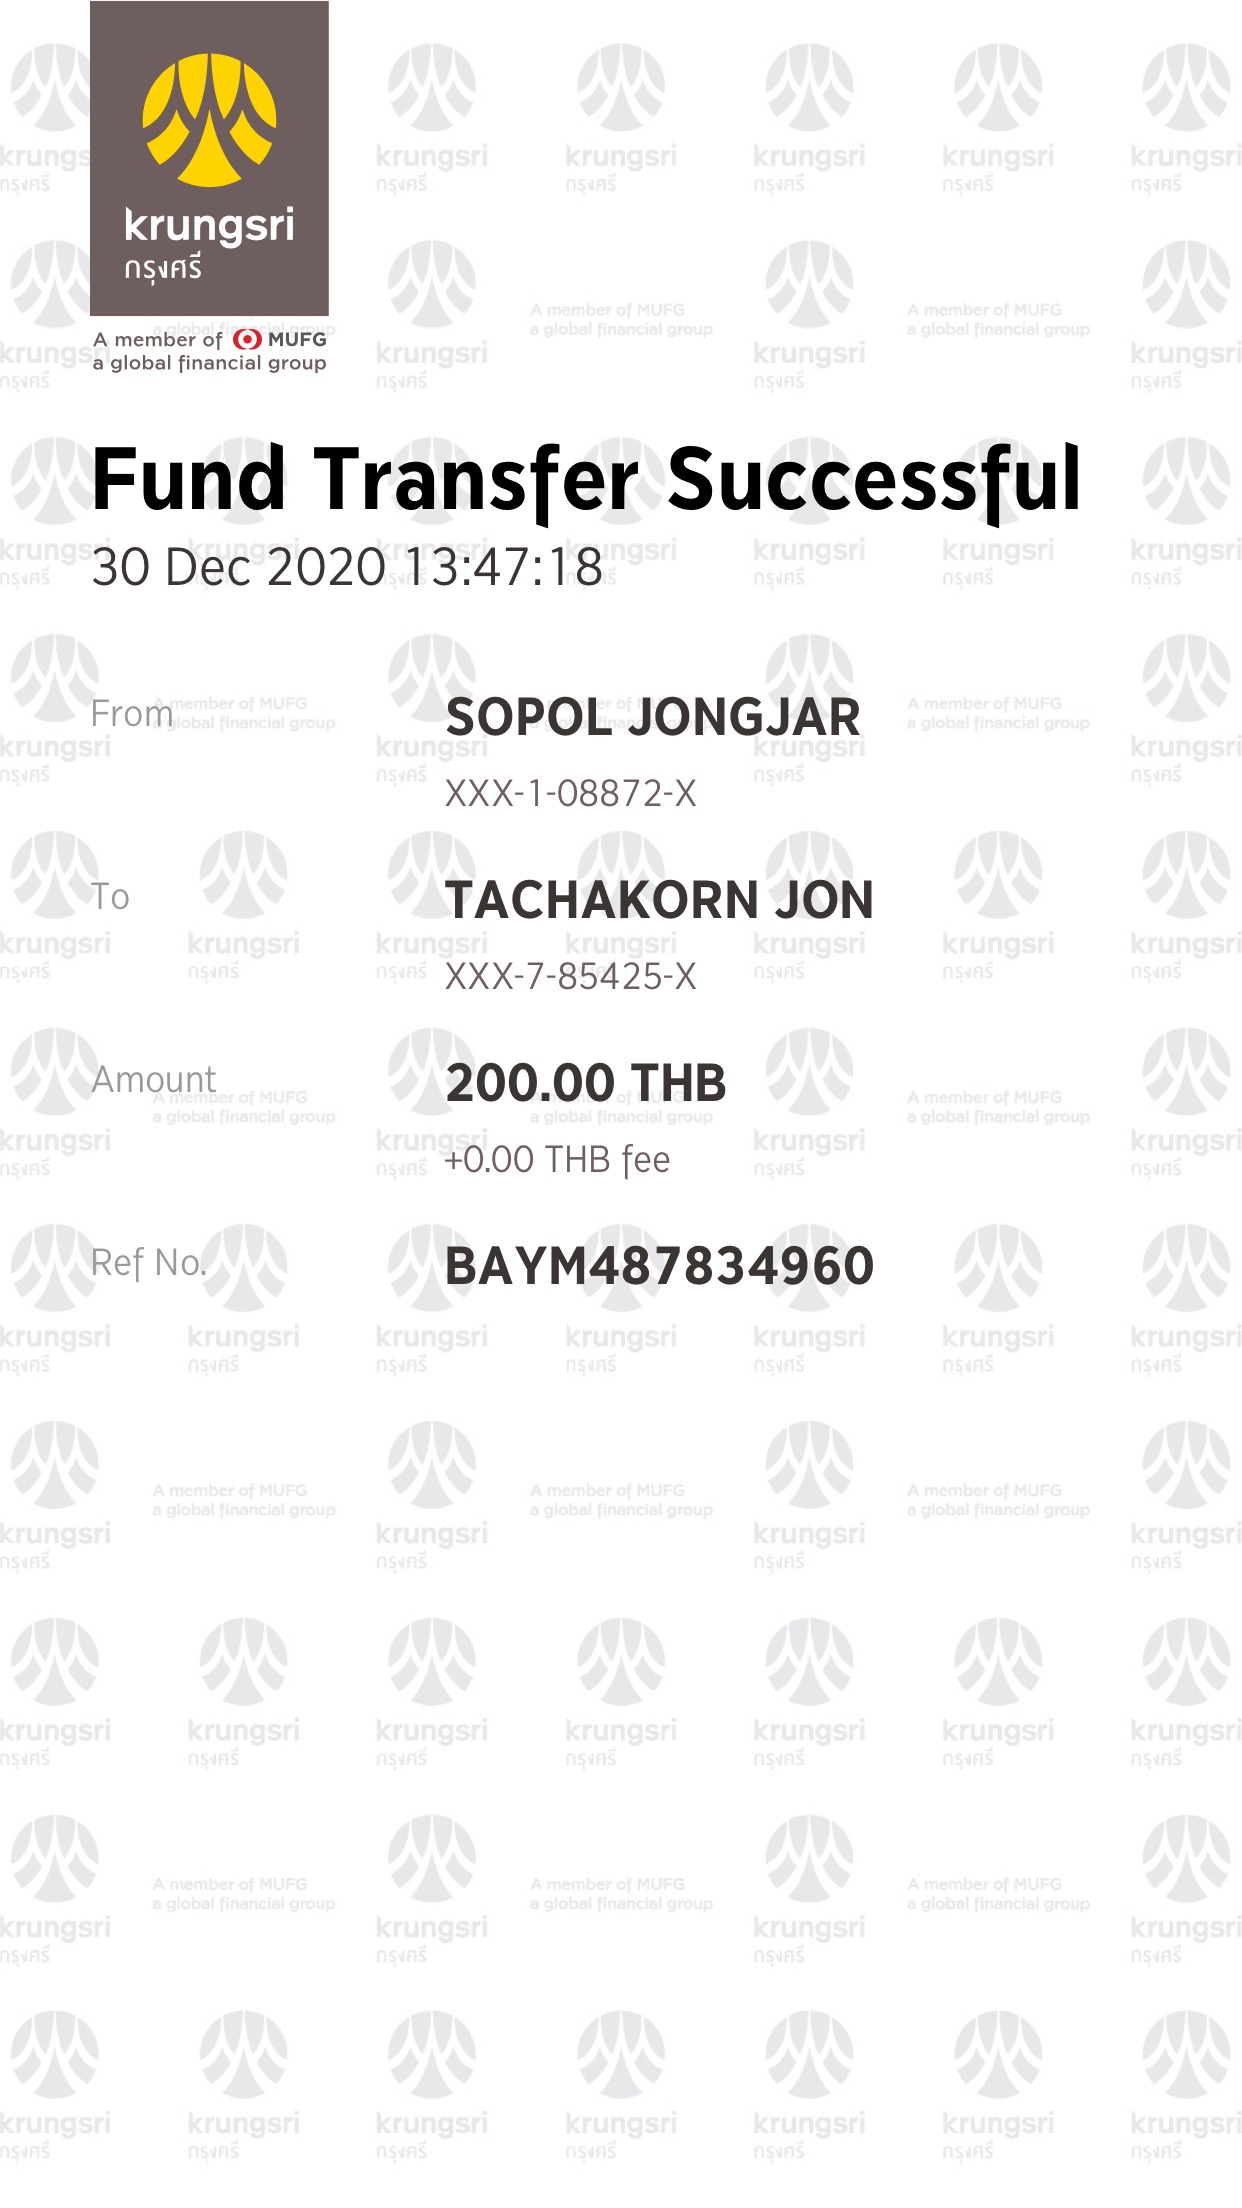 krungsri
กรุงศรี
A member of MUFG
a global financial group
Fund Transfer Successful
30 Dec 2020 13:47:18
From SOPOL JONGJAR
XXX-1-08872-X
To TACHAKORN JON
XXX-7-85425-X
Amount 200.00 THB
+0.00 THB fee
Ref No. BAYM487834960